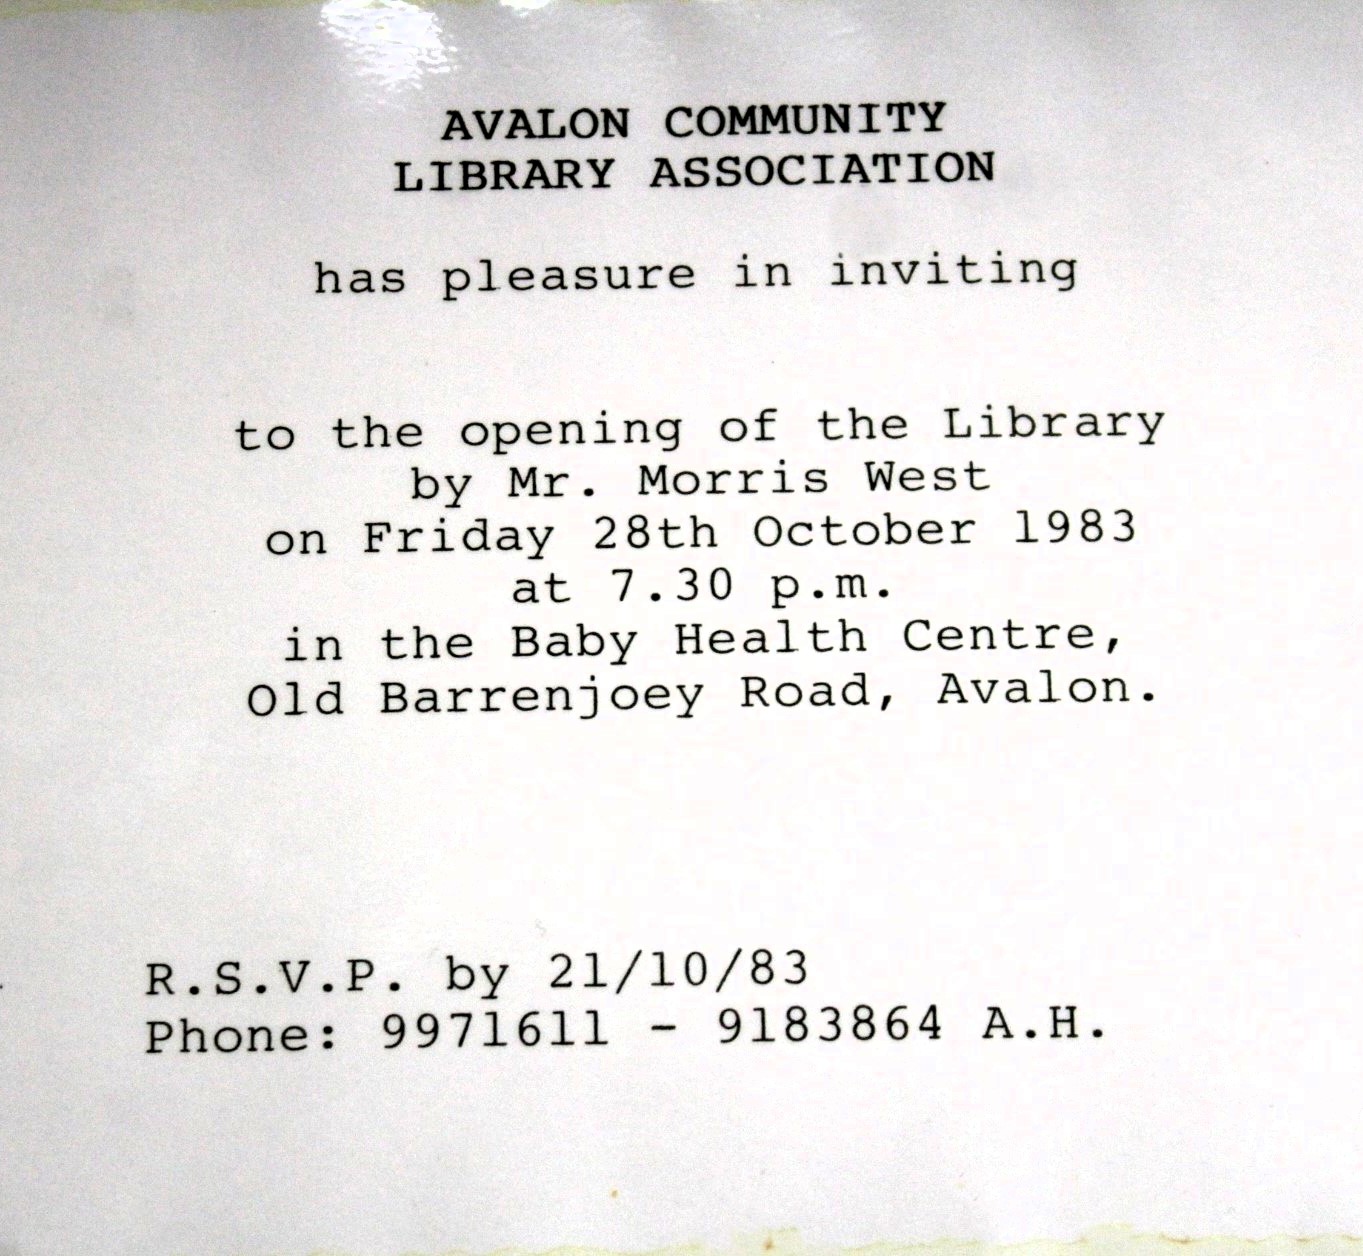 AVALON COMMUNITY
LIBRARY ASSOCIATION
has pleasure in inviting
to the opening of the Library
by Mr. Morris West
on Friday 28th October 1983
at 7.30 p.m.
in the Baby Health Centre,
Old Barrenjoey Road, Avalon.
R.S.V.P. by 21/10/83
Phone: 9971611 - 9183864 A.H.